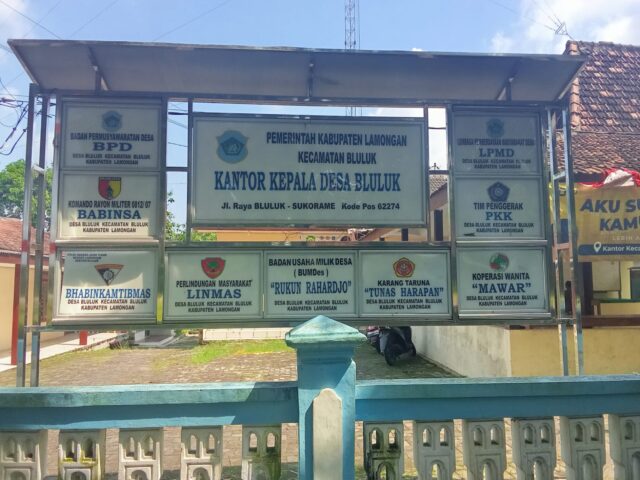 BADAN PERMUSYAWARATAN DESA
BPD
DESA BLULUK KECAMATAN BLULUK
KABUPATEN LAMONGAN
KOMANDO RAYON MILITER 0812/07
BABINSA
DESA BLULUK KECAMATAN BLULUK
KABUPATEN LAMONGAN
BHABINKAMTIBMAS
DESA BLULUK KECAMATAN BLULUK
KABUPATEN LAMONGAN
PEMERINTAH KABUPATEN LAMONGAN
KECAMATAN BLULUK
KANTOR KEPALA DESA BLULUK
Jl. Raya BLULUK - SUKORAME Kode Pos 62274
PERLINDUNGAN MASYARAKAT
LINMAS
DESA BLULUK KECAMATAN BLULUK
KABUPATEN LAMONGAN
BADAN USAHA MILIK DESA
( BUMDes )
"RUKUN RAHARDJO"
DESA BLULUK KECAMATAN BLULUK
KABUPATEN LAMONGAN
KARANG TARUNA
"TUNAS HARAPAN"
DESA BLULUK KECAMATAN BLULUK
KABUPATEN LAMONGAN
LPMD
DESA BLULUK KECAMATAN BLULUK
KABUPATEN LAMONGAN
TIM PENGGERAK
PKK
DESA BLULUK KECAMATAN BLULUK
KABUPATEN LAMONGAN
KOPERASI WANITA
"MAWAR"
DESA BLULUK KECAMATAN BLULUK
KABUPATEN LAMONGAN
AKU SU
Kantor Kec